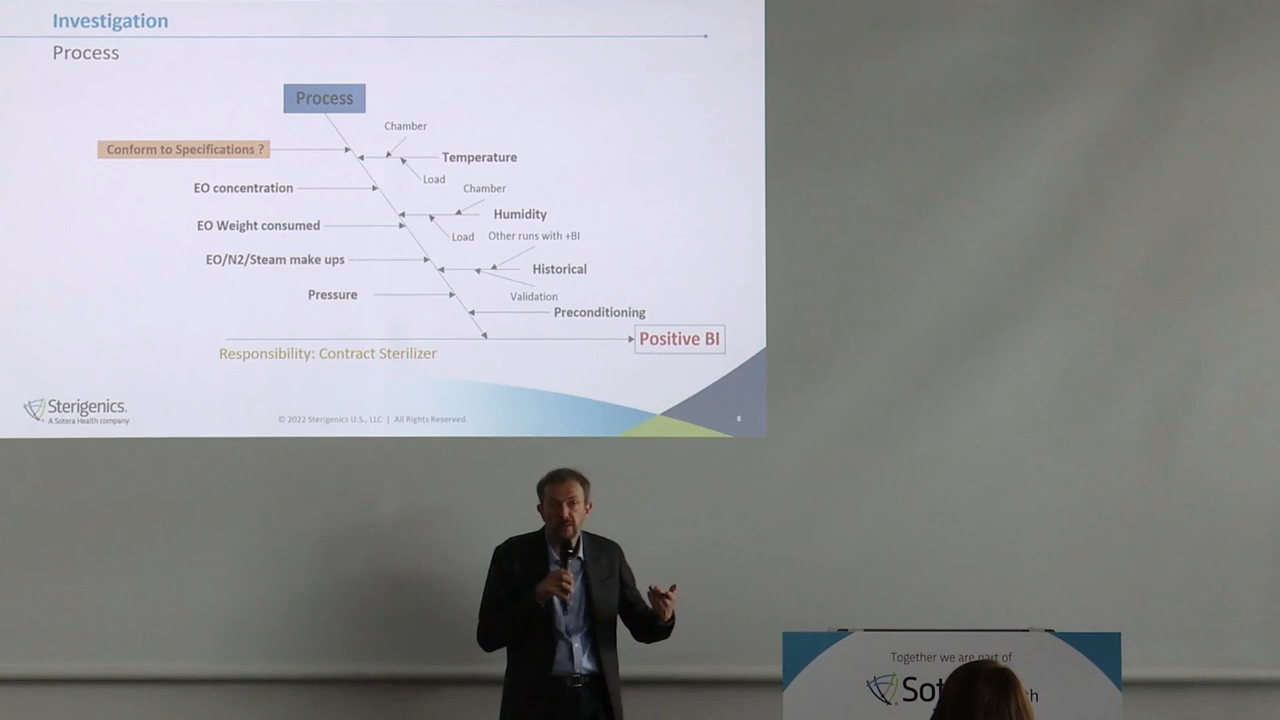 Investigation
Process
Process
Chamber
Conform to Specifications ?
Temperature
Load
EO concentration
Chamber
Humidity
EO Weight consumed
Load
Other runs with +BI
EO/N2/Steam make ups
Historical
Pressure
Validation
Preconditioning
Positive BI
Responsibility: Contract Sterilizer
Sterigenics.
A Sotera Health company
© 2022 Sterigenics U.S., LLC | All Rights Reserved.
8
Together we are part of